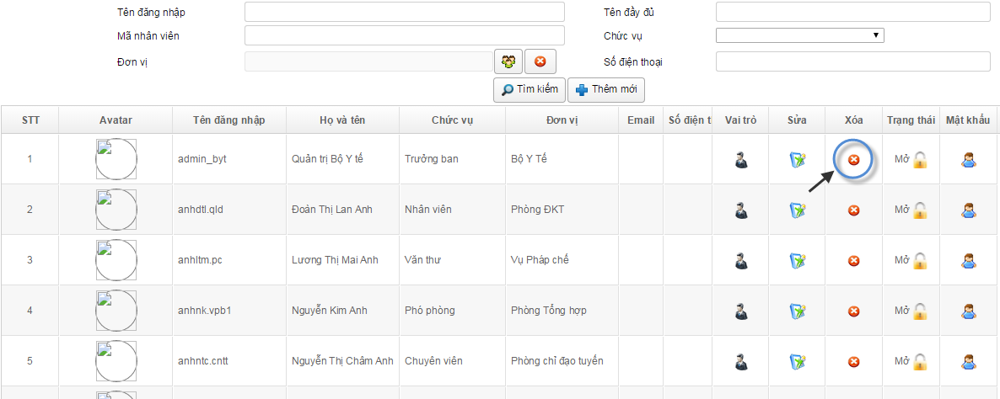 Tên đăng nhập Tên đầy đủ
Mã nhân viên Chức vụ
Đơn vị Số điện thoại
Tìm kiếm Thêm mới
STT Avatar Tên đăng nhập Họ và tên Chức vụ Đơn vị Email Số điện t Vai trò Sửa Xóa Trạng thái Mật khẩu
1 admin_byt Quản trị Bộ Y tế Trưởng ban Bộ Y Tế Mở
2 anhdtl.qld Đoàn Thị Lan Anh Nhân viên Phòng ĐKT Mở
3 anhltm.pc Lương Thị Mai Anh Văn thư Vụ Pháp chế Mở
4 anhnk.vpb1 Nguyễn Kim Anh Phó phòng Phòng Tổng hợp Mở
5 anhntc.cntt Nguyễn Thị Châm Anh Chuyên viên Phòng chỉ đạo tuyến Mở